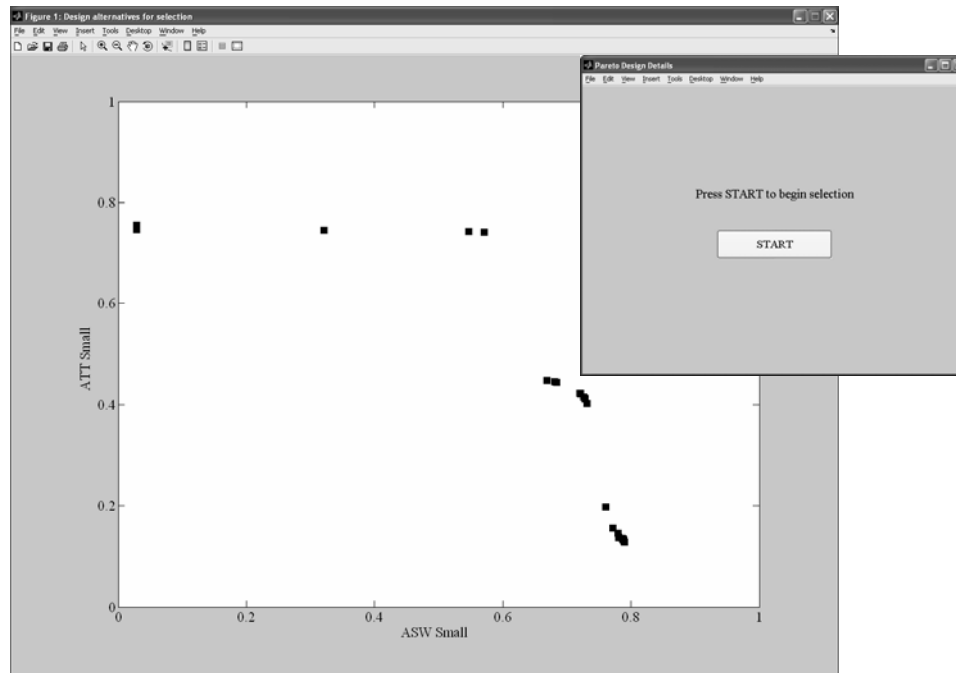 Figure 1: Design alternatives for selection
File Edit View Insert Tools Desktop Window Help
Pareto Design Details
File Edit View Insert Tools Desktop Window Help
Press START to begin selection
START
1
0.8
0.6
0.4
0.2
0
ATT Small
0 0.2 0.4 0.6 0.8 1
ASW Small